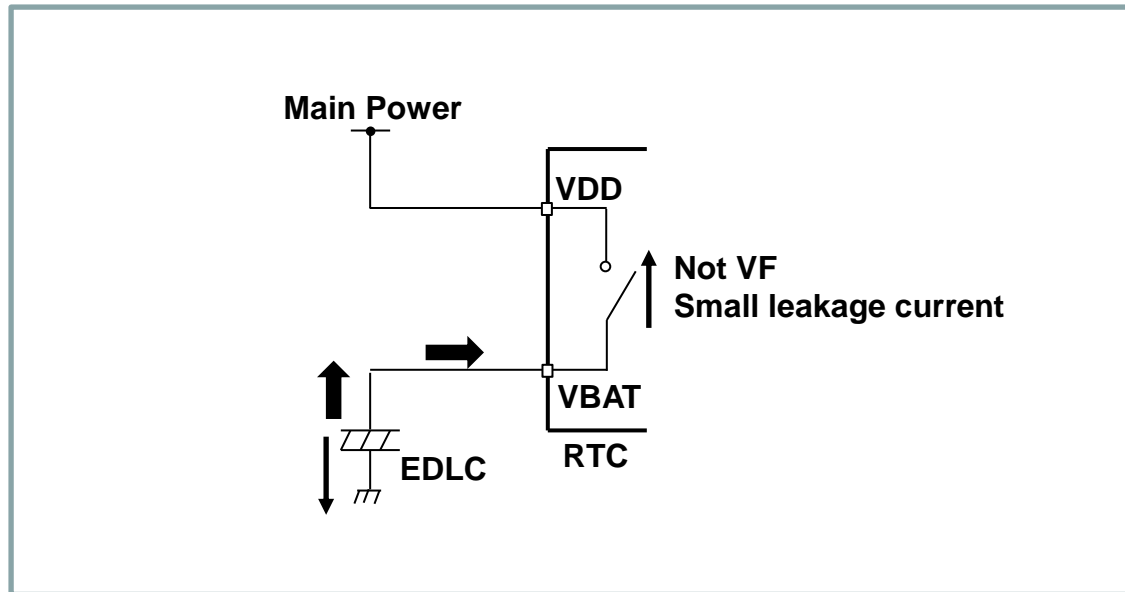 Main Power
VDD
Not VF
Small leakage current
VBAT
RTC
EDLC